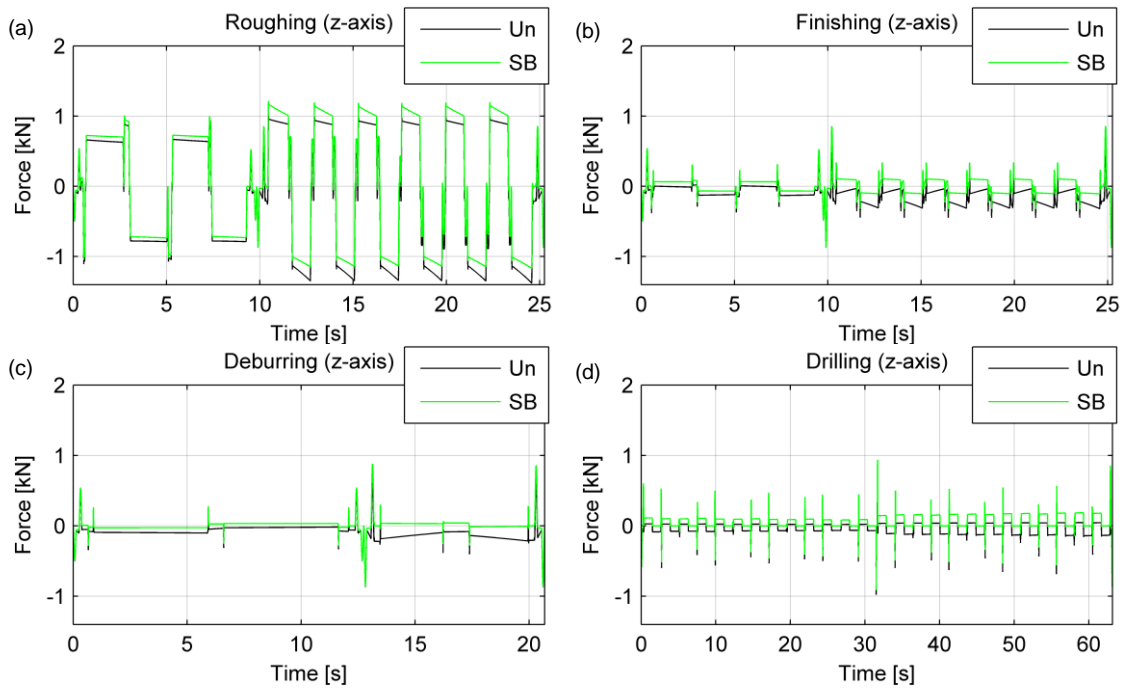 (a)
Roughing (z-axis)
Un
SB
2
1
0
-1
Force [kN]
0
5
10
15
20
25
Time [s]
(b)
Finishing (z-axis)
Un
SB
2
1
0
-1
Force [kN]
0
5
10
15
20
25
Time [s]
(c)
Deburring (z-axis)
Un
SB
2
1
0
-1
Force [kN]
0
5
10
15
20
Time [s]
(d)
Drilling (z-axis)
Un
SB
2
1
0
-1
Force [kN]
0
10
20
30
40
50
60
Time [s]